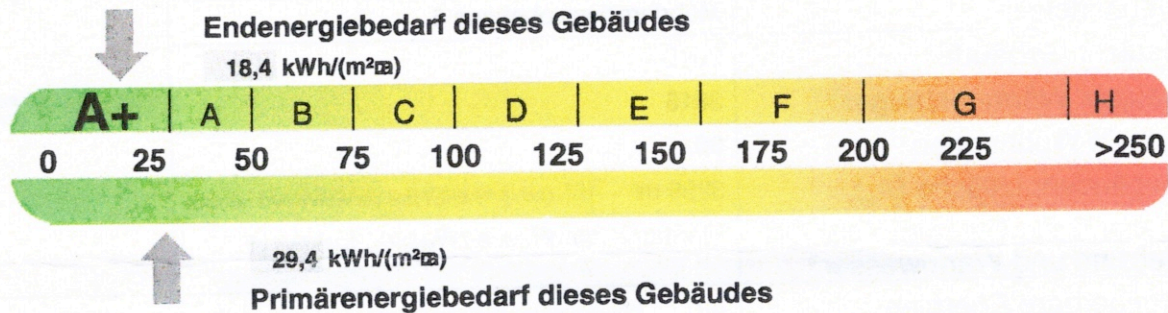 Endenergiebedarf dieses Gebäudes
18,4 kWh/(m²a)
A+ A B C D E F G H
0 25 50 75 100 125 150 175 200 225 >250
29,4 kWh/(m²a)
Primärenergiebedarf dieses Gebäudes